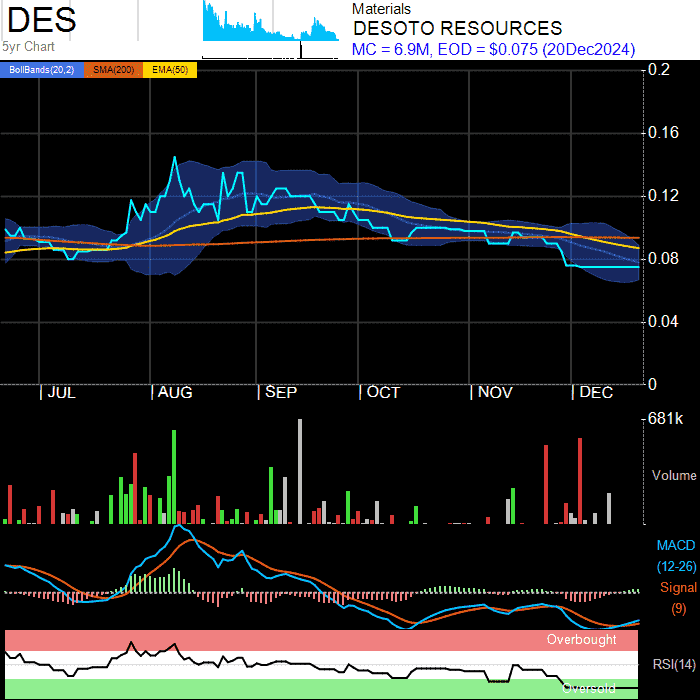 DES
5yr Chart
Materials
DESOTO RESOURCES
MC = 6.9M, EOD = $0.075 (20Dec2024)
BollBands(20,2) SMA(200) EMA(50)
0.2
0.16
0.12
0.08
0.04
0
JUL AUG SEP OCT NOV DEC
681k
Volume
MACD
(12-26)
Signal
(9)
Overbought
RSI(14)
Oversold